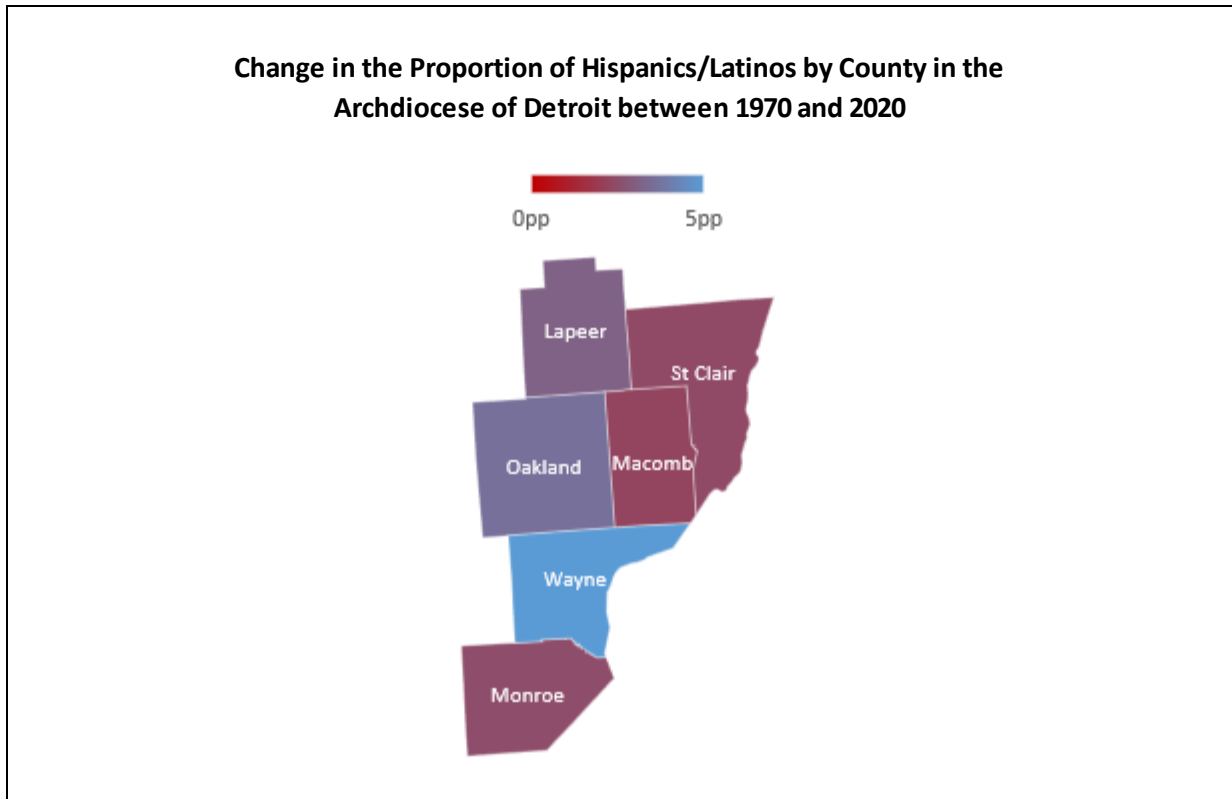 Change in the Proportion of Hispanics/Latinos by County in the
Archdiocese of Detroit between 1970 and 2020
0pp 5pp
Lapeer
St Clair
Oakland
Macomb
Wayne
Monroe